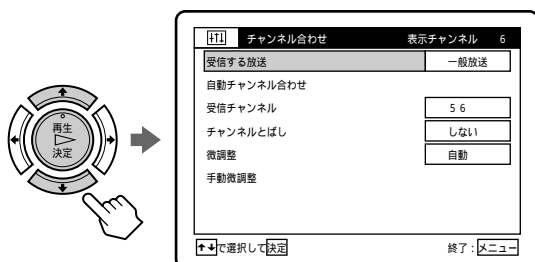 再生
決定
チャンネル合わせ 表示チャンネル 6
受信する放送 一般放送
自動チャンネル合わせ
受信チャンネル 56
チャンネルとばし しない
微調整 自動
手動微調整
で選択して決定 終了：メニュー